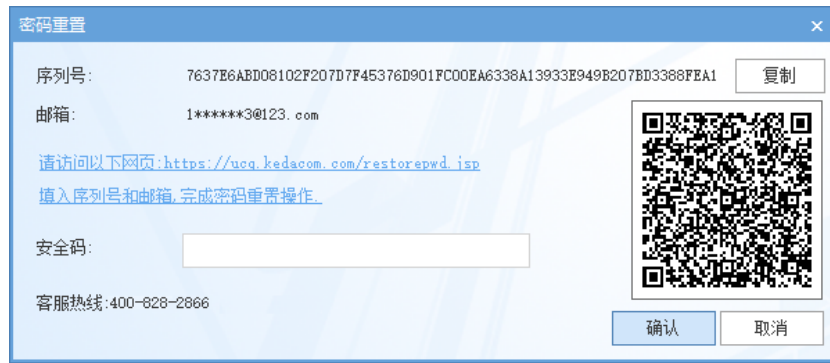 密码重置
序列号: 7637E6ABD08102F207D7F45376D901FC00EA6338A13933E949B207BD3388FEA1 复制
邮箱: 1******3@123.com
请访问以下网页:https://ucq.kedacom.com/restorepwd.jsp
填入序列号和邮箱,完成密码重置操作.
安全码:
客服热线:400-828-2866
确认 取消